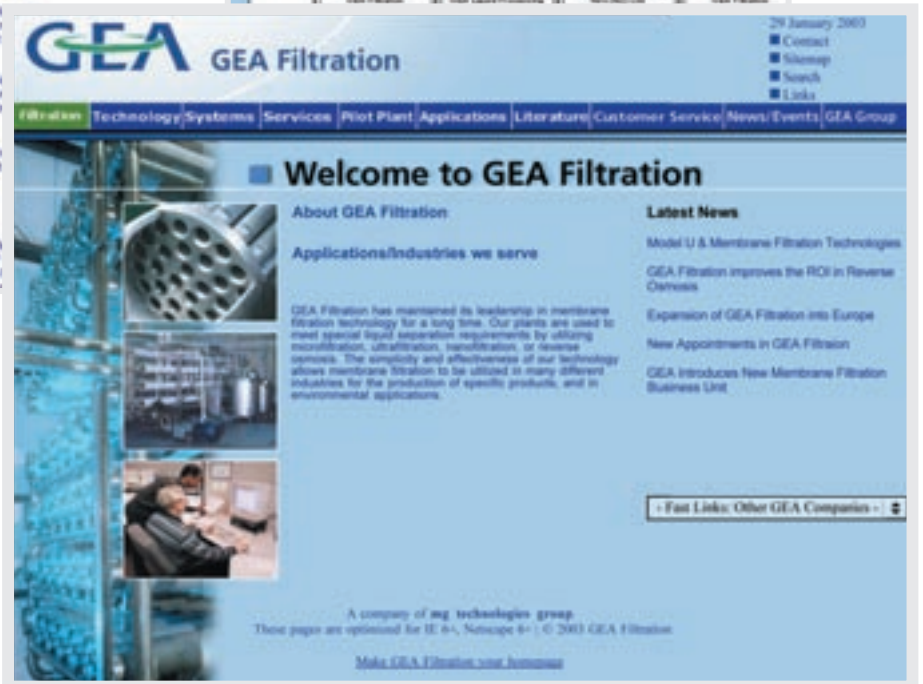 GEA GEA Filtration
29 January 2003
Contact
Sitemap
Search
Links
Filtration Technology Systems Services Pilot Plant Applications Literature Customer Service News/Events GEA Group
Welcome to GEA Filtration
About GEA Filtration
Applications/Industries we serve
GEA Filtration has maintained its leadership in membrane
filtration technology for a long time. Our plants are used to
meet special liquid separation requirements by utilizing
microfiltration, ultrafiltration, nanofiltration, or reverse
osmosis. The simplicity and effectiveness of our technology
allows membrane filtration to be utilized in many different
industries for the production of specific products, and in
environmental applications.
Latest News
Model U & Membrane Filtration Technologies
GEA Filtration improves the ROI in Reverse
Osmosis
Expansion of GEA Filtration into Europe
New Appointments in GEA Filtraion
GEA Introduces New Membrane Filtration
Business Unit
- Fast Links: Other GEA Companies -
A company of mg technologies group
These pages are optimised for IE 6+, Netscape 6+ | © 2003 GEA Filtration
Make GEA Filtration your homepage